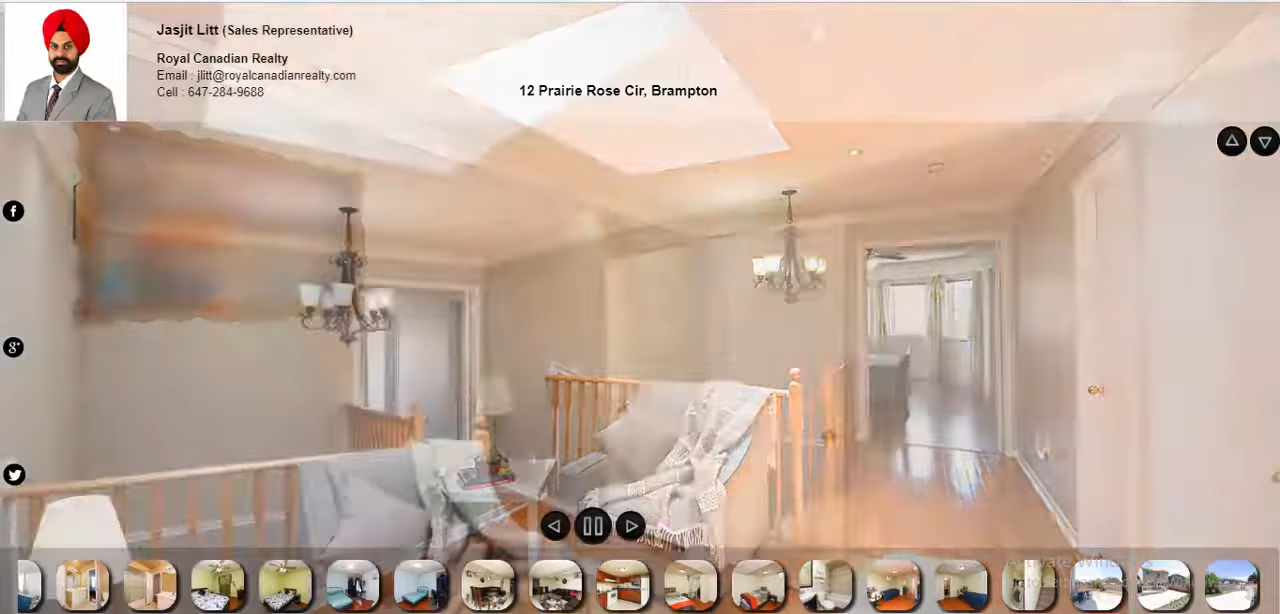 Jasjit Litt (Sales Representative)
Royal Canadian Realty
Email : jlitt@royalcanadianrealty.com
Cell : 647-284-9688
12 Prairie Rose Cir, Brampton
f
g+